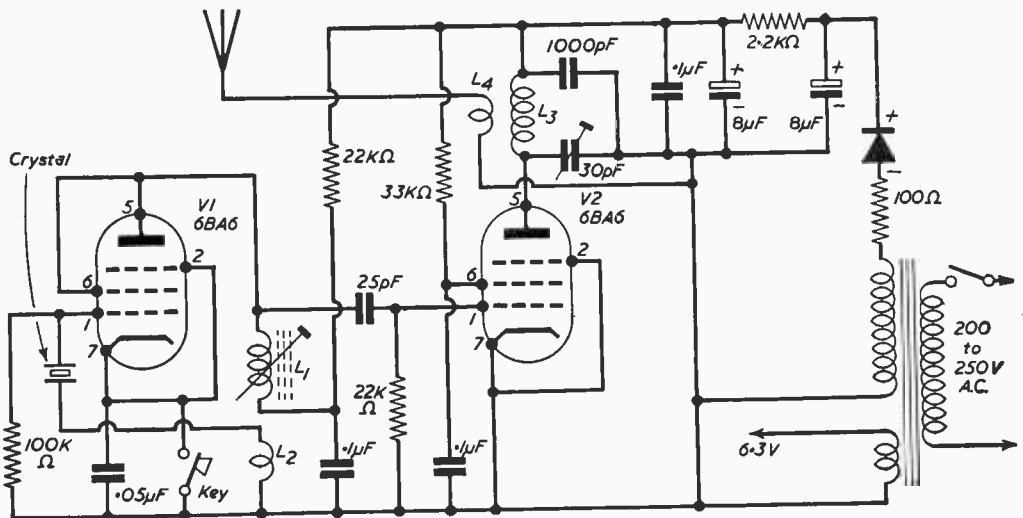 2·2KΩ
1000pF
·1µF
+
-
8µF
+
-
8µF
+
-
100Ω
L4
L3
30pF
Crystal
22KΩ
33KΩ
5
V1
6BA6
2
6
1
7
5
V2
6BA6
2
6
1
7
25pF
L1
22K
Ω
200
to
250V
A.C.
100K
Ω
·05µF
Key
L2
·1µF
·1µF
6·3V